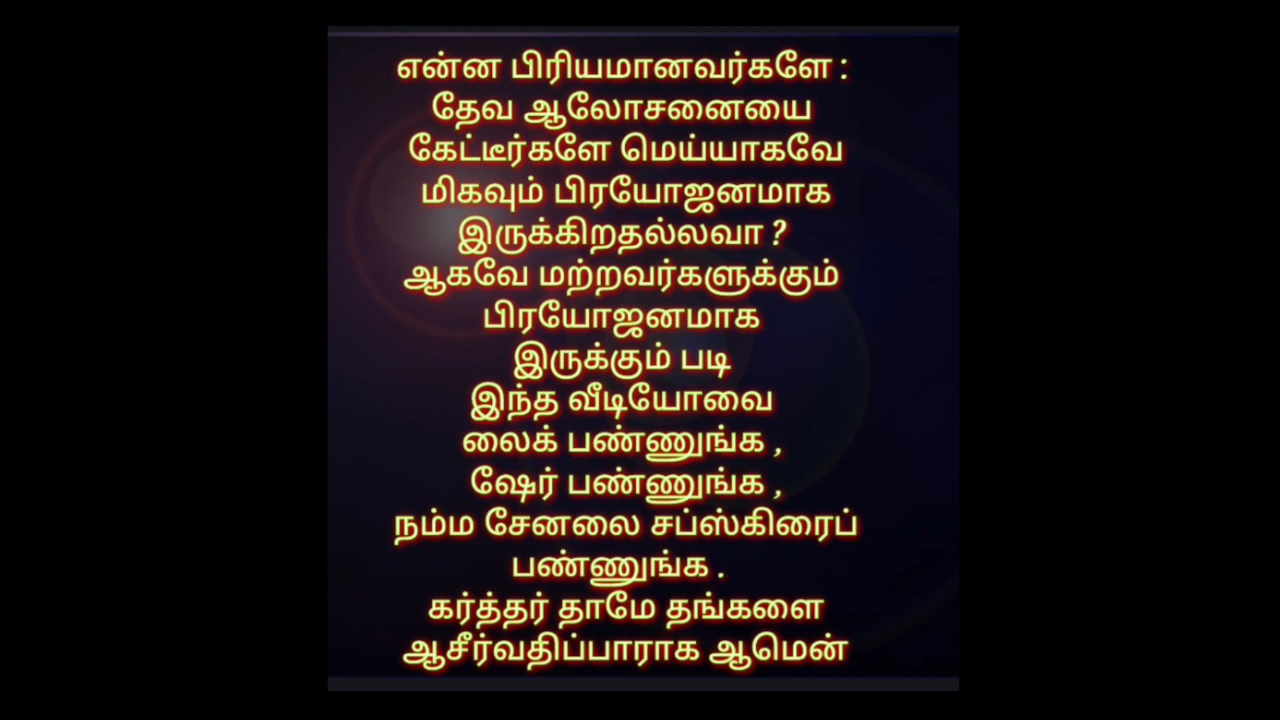 என்ன பிரியமானவர்களே :
தேவ ஆலோசனையை
கேட்டீர்களே மெய்யாகவே
மிகவும் பிரயோஜனமாக
இருக்கிறதல்லவா ?
ஆகவே மற்றவர்களுக்கும்
பிரயோஜனமாக
இருக்கும் படி
இந்த வீடியோவை
லைக் பண்ணுங்க ,
ஷேர் பண்ணுங்க ,
நம்ம சேனலை சப்ஸ்கிரைப்
பண்ணுங்க .
கர்த்தர் தாமே தங்களை
ஆசீர்வதிப்பாராக ஆமென்